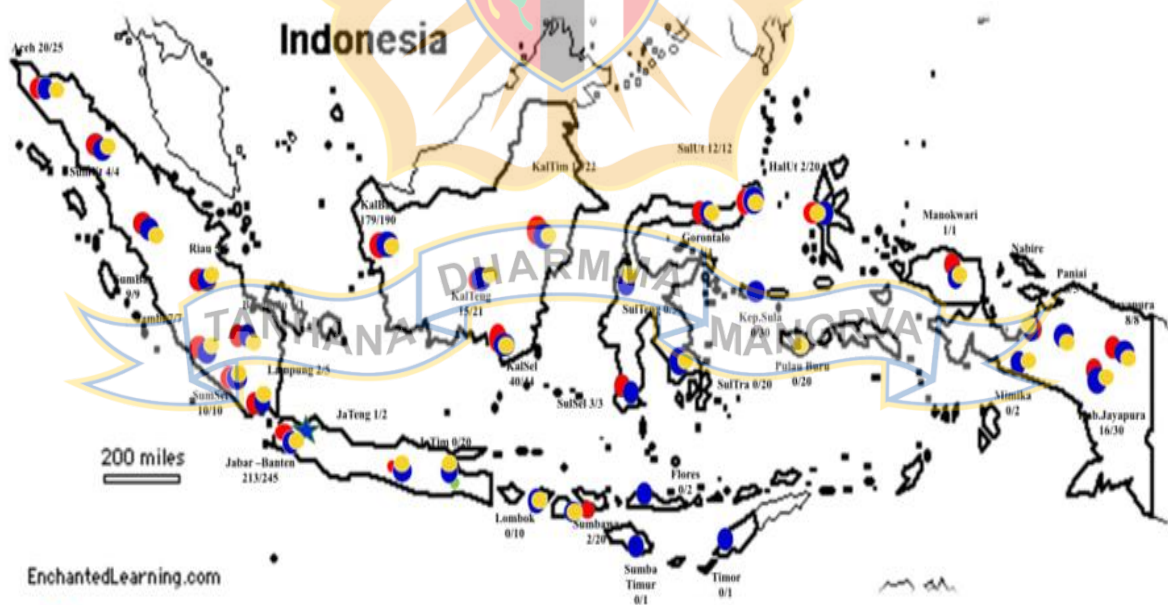 Indonesia
Aceh 20/25
SumUt 4/4
Riau
SumBar
9/9
Lampung 2/5
SumSel
10/10
JaTeng 1/2
JaTim 0/20
Jabar –Banten
213/245
200 miles
KalBar
179/190
KalTim
KalTeng
15/21
KalSel
40/44
SulUt 12/12
Gorontalo
HalUt 2/20
SulTeng
SulTra 0/20
SulSel 3/3
Kep.Sula
0/30
Pulau Buru
0/20
Manokwari
1/1
Nabire
Paniai
8/8
Mimika
0/2
Kab.Jayapura
16/30
Lombok
0/10
Sumbawa
2/20
Flores
0/2
Sumba
Timur
0/1
Timor
0/1
TANHANA DHARMMA MANGRVA
EnchantedLearning.com